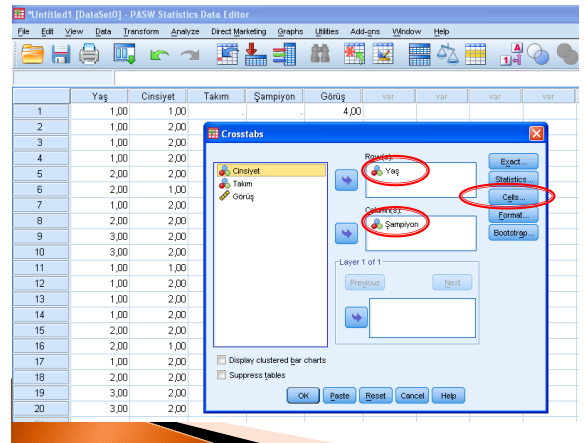 *Untitled1 [DataSet0] - PASW Statistics Data Editor
File Edit View Data Transform Analyze Direct Marketing Graphs Utilities Add-ons Window Help
Yaş Cinsiyet Takım Şampiyon Görüş var var var var
1 1,00 1,00 . . 4,00
2 1,00 2,00
3 1,00 2,00
4 1,00 2,00
5 2,00 2,00
6 2,00 1,00
7 1,00 2,00
8 2,00 2,00
9 3,00 2,00
10 3,00 2,00
11 1,00 1,00
12 1,00 2,00
13 1,00 2,00
14 1,00 2,00
15 2,00 2,00
16 2,00 1,00
17 1,00 2,00
18 2,00 2,00
19 3,00 2,00
20 3,00 2,00
Crosstabs
Cinsiyet
Takım
Görüş
Row(s):
Yaş
Column(s):
Şampiyon
Layer 1 of 1
Previous Next
Exact...
Statistics...
Cells...
Format...
Bootstrap...
Display clustered bar charts
Suppress tables
OK Paste Reset Cancel Help